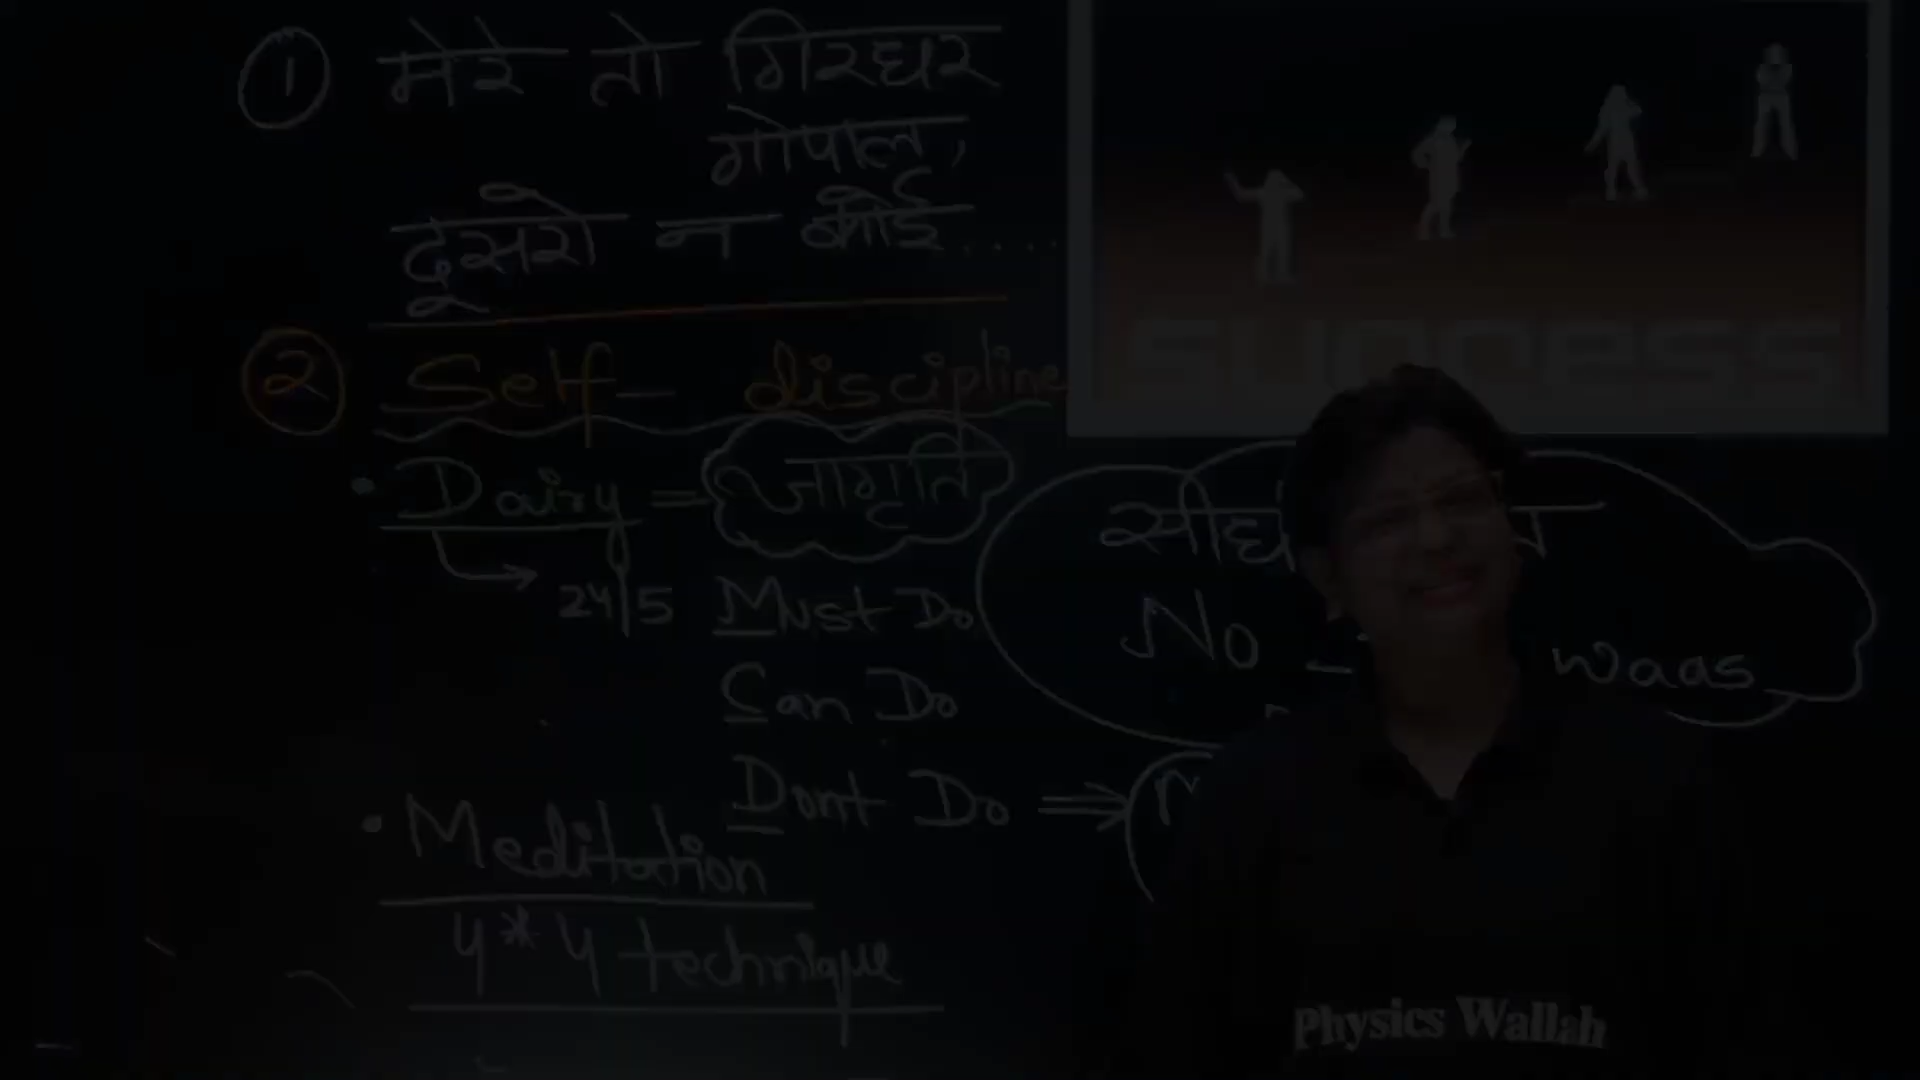 ① मेरे तो गिरधर
गोपाल,
दूसरो न कोई....
success
② Self- discipline
• Dairy = जागृति
24/5 Must Do
Can Do
Dont Do ⇒
No -
waas
• Meditation
4*4 technique
Physics Wallah